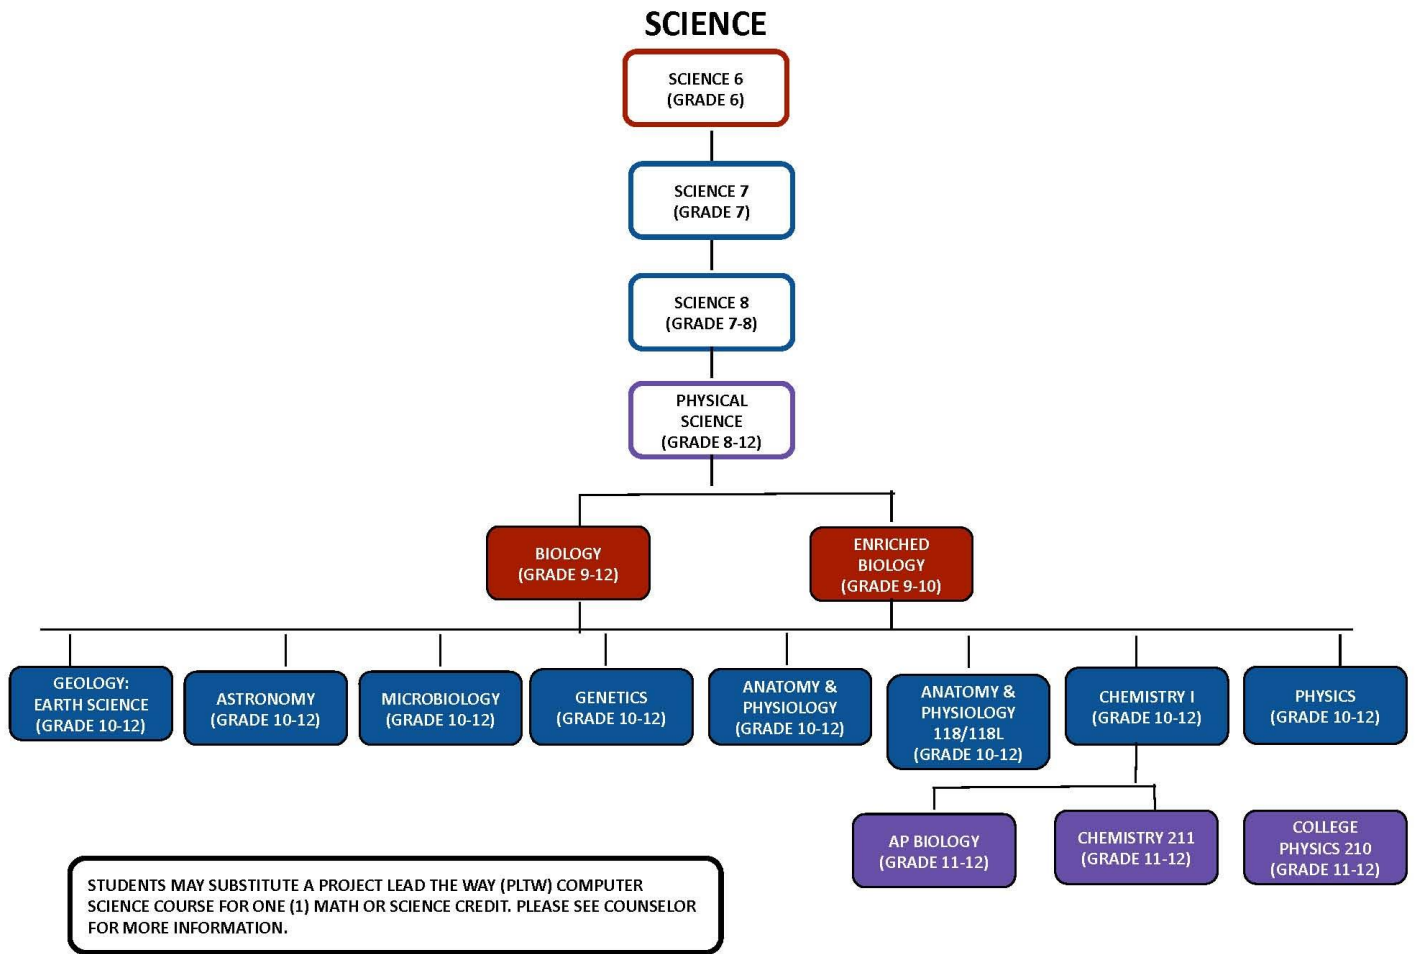 SCIENCE
SCIENCE 6
(GRADE 6)
SCIENCE 7
(GRADE 7)
SCIENCE 8
(GRADE 7-8)
PHYSICAL
SCIENCE
(GRADE 8-12)
BIOLOGY
(GRADE 9-12)
ENRICHED
BIOLOGY
(GRADE 9-10)
GEOLOGY:
EARTH SCIENCE
(GRADE 10-12)
ASTRONOMY
(GRADE 10-12)
MICROBIOLOGY
(GRADE 10-12)
GENETICS
(GRADE 10-12)
ANATOMY &
PHYSIOLOGY
(GRADE 10-12)
ANATOMY &
PHYSIOLOGY
118/118L
(GRADE 10-12)
CHEMISTRY I
(GRADE 10-12)
PHYSICS
(GRADE 10-12)
AP BIOLOGY
(GRADE 11-12)
CHEMISTRY 211
(GRADE 11-12)
COLLEGE
PHYSICS 210
(GRADE 11-12)
STUDENTS MAY SUBSTITUTE A PROJECT LEAD THE WAY (PLTW) COMPUTER
SCIENCE COURSE FOR ONE (1) MATH OR SCIENCE CREDIT. PLEASE SEE COUNSELOR
FOR MORE INFORMATION.